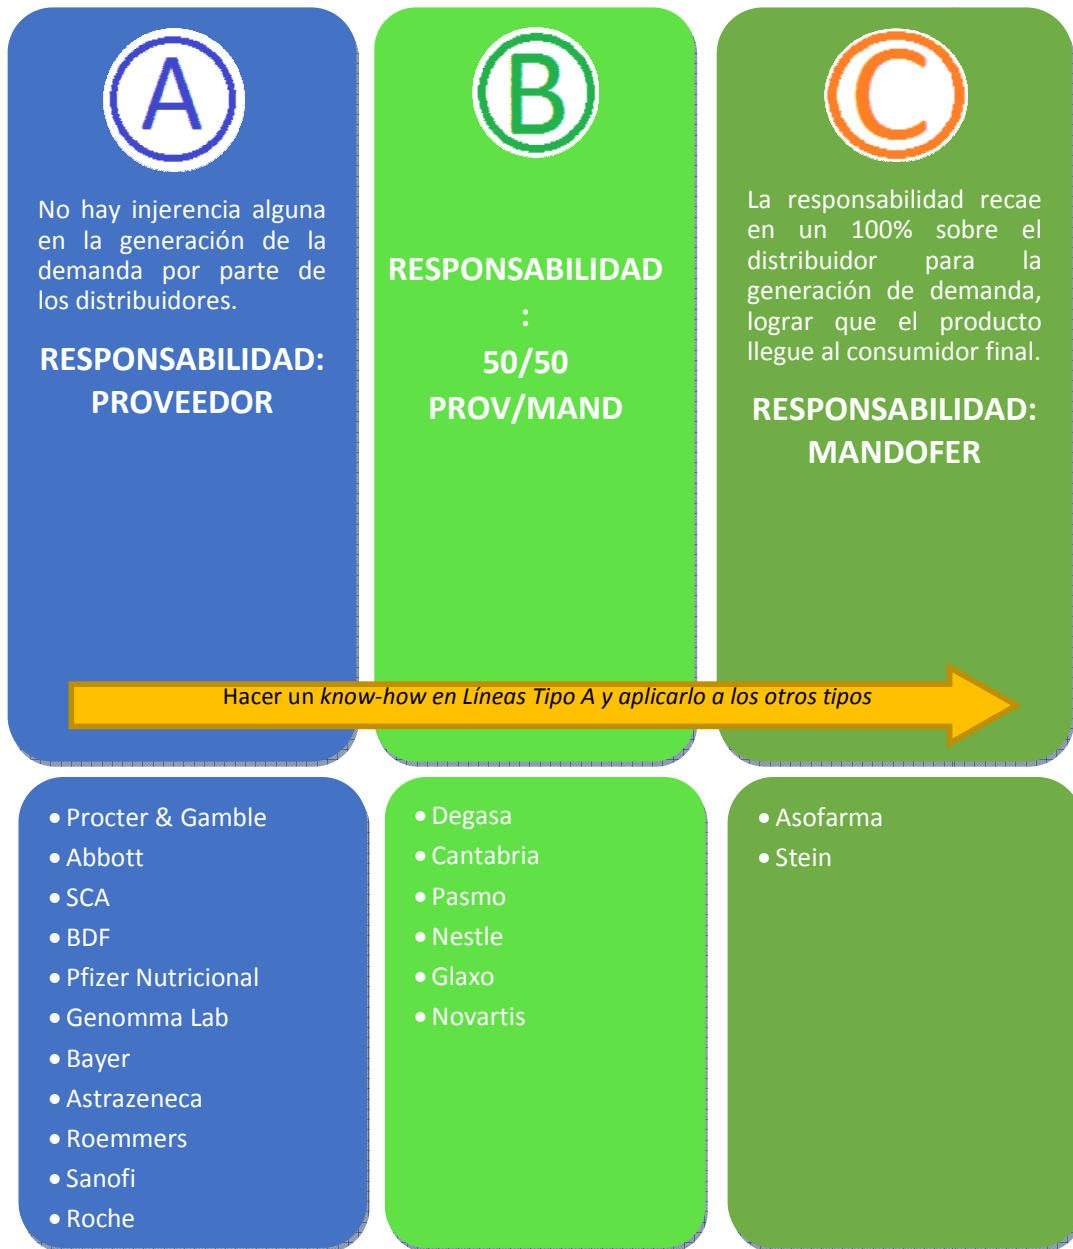 A
No hay injerencia alguna
en la generación de la
demanda por parte de
los distribuidores.
RESPONSABILIDAD:
PROVEEDOR
B
RESPONSABILIDAD
:
50/50
PROV/MAND
C
La responsabilidad recae
en un 100% sobre el
distribuidor para la
generación de demanda,
lograr que el producto
llegue al consumidor final.
RESPONSABILIDAD:
MANDOFER
Hacer un know-how en Líneas Tipo A y aplicarlo a los otros tipos
• Procter & Gamble
• Abbott
• SCA
• BDF
• Pfizer Nutricional
• Genomma Lab
• Bayer
• Astrazeneca
• Roemmers
• Sanofi
• Roche
• Degasa
• Cantabria
• Pasmo
• Nestle
• Glaxo
• Novartis
• Asofarma
• Stein